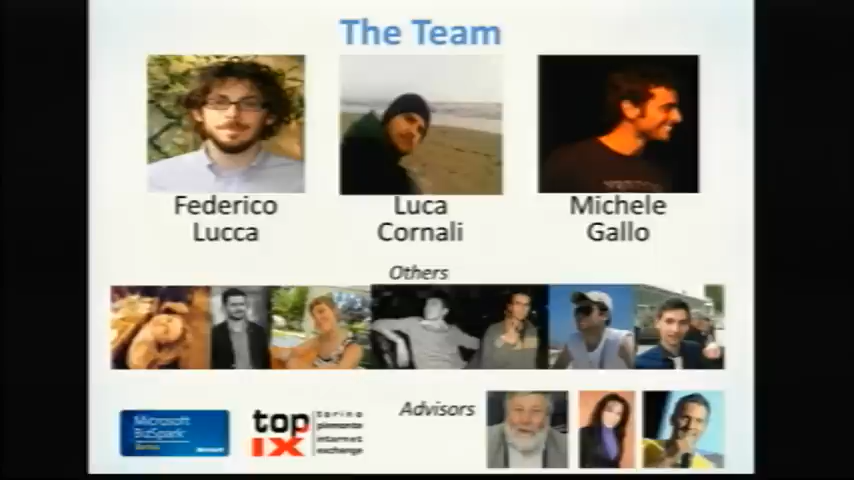 The Team
Federico
Lucca
Luca
Cornali
Michele
Gallo
Others
Advisors
Microsoft
BizSpark
top
IX
torino
piemonte
internet
exchange